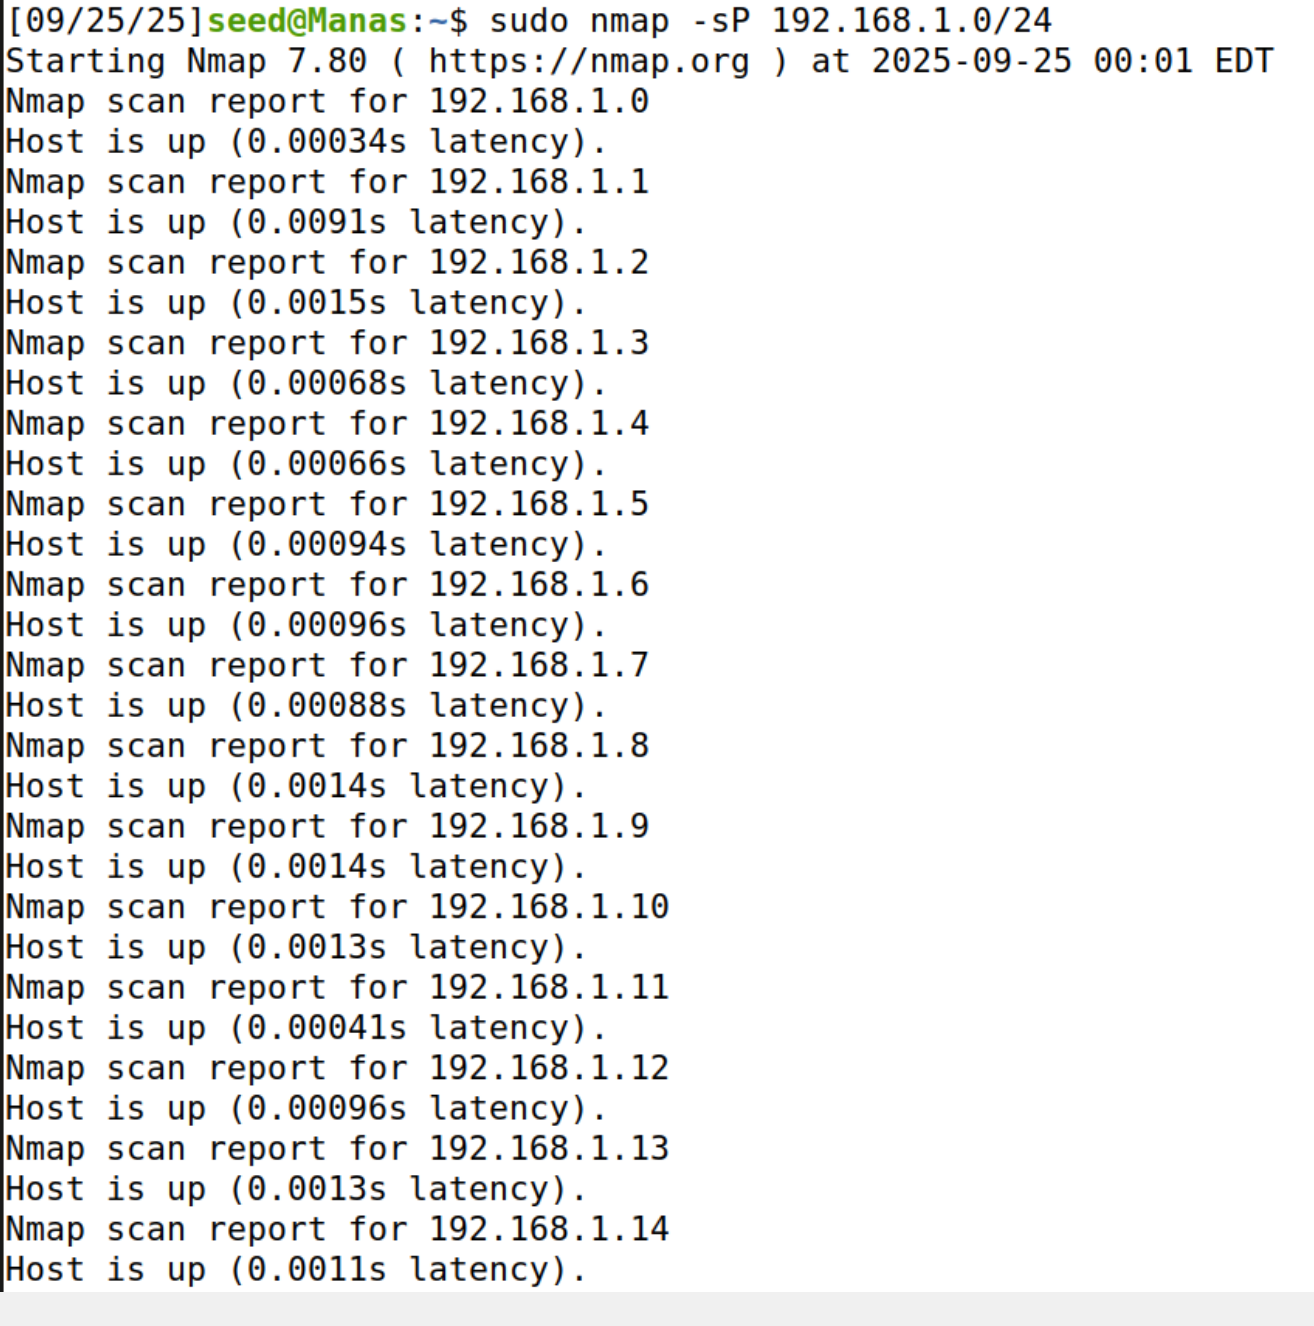 [09/25/25]seed@Manas:~$ sudo nmap -sP 192.168.1.0/24
Starting Nmap 7.80 ( https://nmap.org ) at 2025-09-25 00:01 EDT
Nmap scan report for 192.168.1.0
Host is up (0.00034s latency).
Nmap scan report for 192.168.1.1
Host is up (0.0091s latency).
Nmap scan report for 192.168.1.2
Host is up (0.0015s latency).
Nmap scan report for 192.168.1.3
Host is up (0.00068s latency).
Nmap scan report for 192.168.1.4
Host is up (0.00066s latency).
Nmap scan report for 192.168.1.5
Host is up (0.00094s latency).
Nmap scan report for 192.168.1.6
Host is up (0.00096s latency).
Nmap scan report for 192.168.1.7
Host is up (0.00088s latency).
Nmap scan report for 192.168.1.8
Host is up (0.0014s latency).
Nmap scan report for 192.168.1.9
Host is up (0.0014s latency).
Nmap scan report for 192.168.1.10
Host is up (0.0013s latency).
Nmap scan report for 192.168.1.11
Host is up (0.00041s latency).
Nmap scan report for 192.168.1.12
Host is up (0.00096s latency).
Nmap scan report for 192.168.1.13
Host is up (0.0013s latency).
Nmap scan report for 192.168.1.14
Host is up (0.0011s latency).